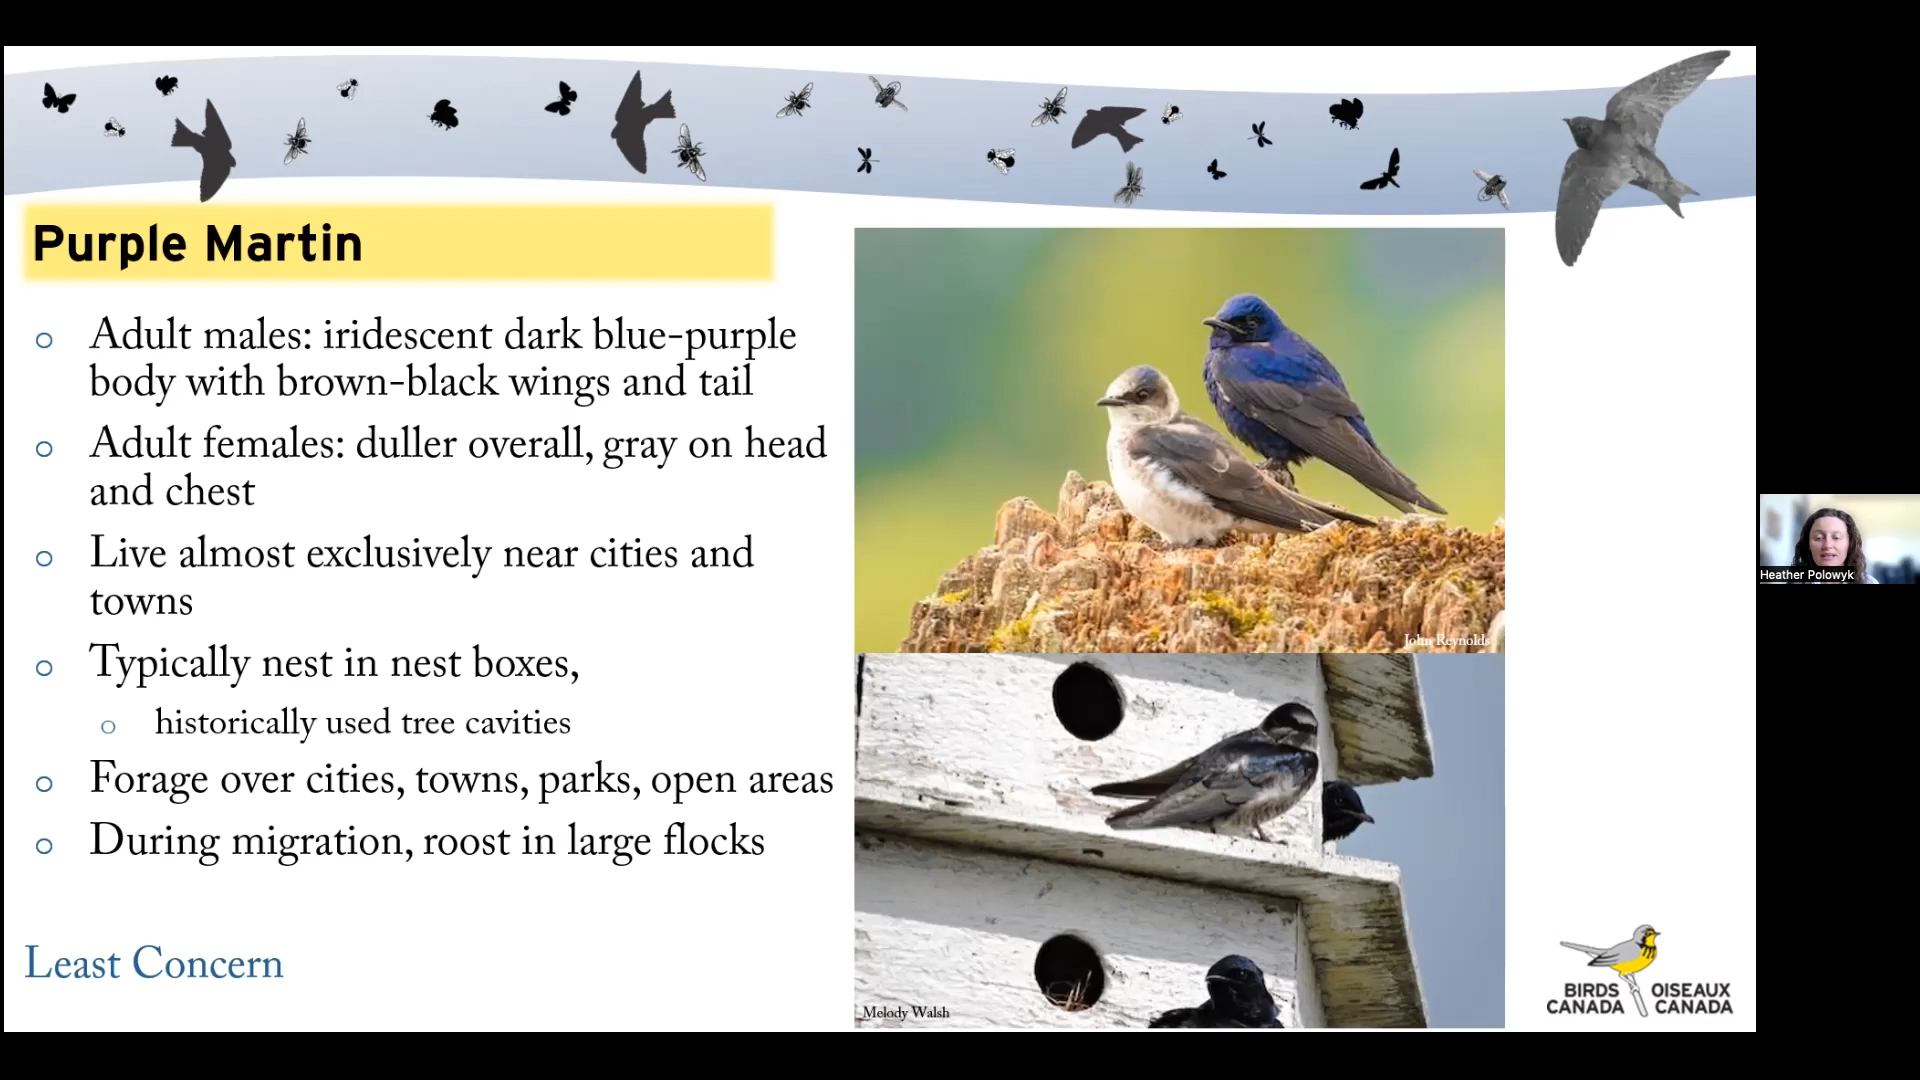 Purple Martin
Adult males: iridescent dark blue-purple
body with brown-black wings and tail
Adult females: duller overall, gray on head
and chest
Live almost exclusively near cities and
towns
Typically nest in nest boxes,
historically used tree cavities
Forage over cities, towns, parks, open areas
During migration, roost in large flocks
Least Concern
John Reynolds
Melody Walsh
BIRDS CANADA
OISEAUX CANADA
Heather Polowyk